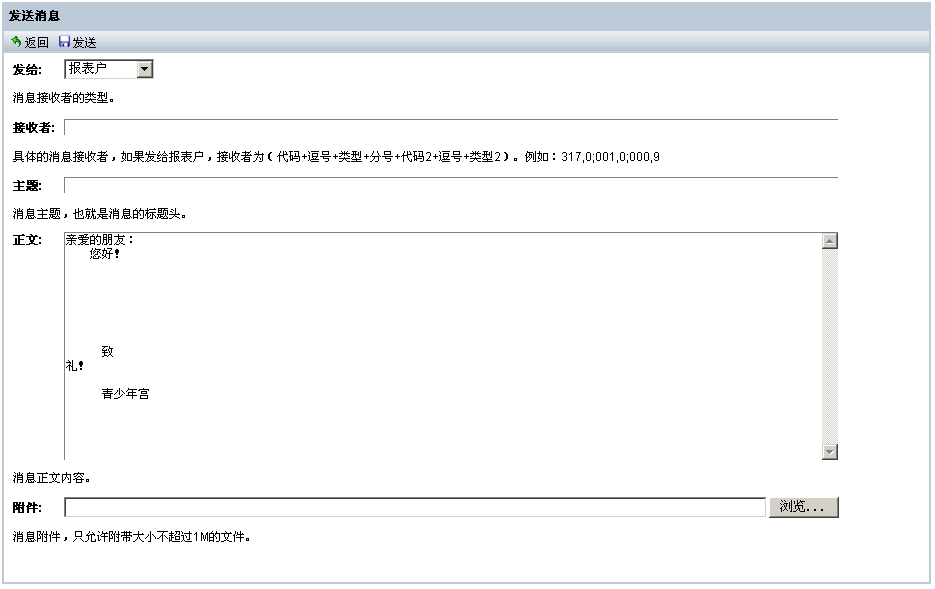 发送消息
返回 发送
发给: 报表户
消息接收者的类型。
接收者:
具体的消息接收者，如果发给报表户，接收者为（代码+逗号+类型+分号+代码2+逗号+类型2）。例如：317,0;001,0;000,9
主题:
消息主题，也就是消息的标题头。
正文: 亲爱的朋友：
您好！
致
礼！
青少年宫
消息正文内容。
附件: 浏览...
消息附件，只允许附带大小不超过1M的文件。